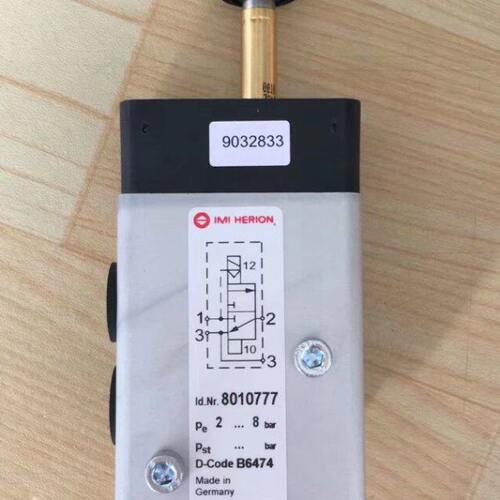 9032833
IMI HERION
12
1
2
3
10
3
Id.Nr. 8010777
Pe 2 ... 8 bar
Pst ... bar
D-Code B6474
Made in
Germany